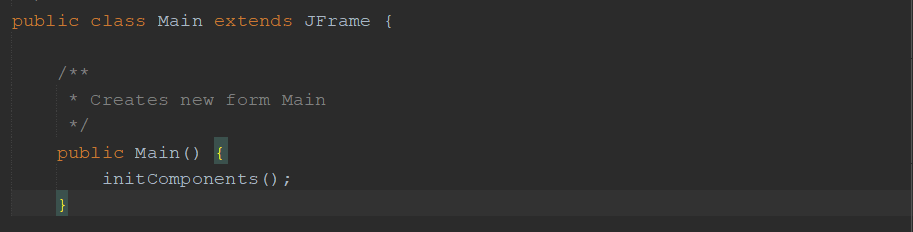 public class Main extends JFrame {
/**
* Creates new form Main
*/
public Main() {
initComponents();
}